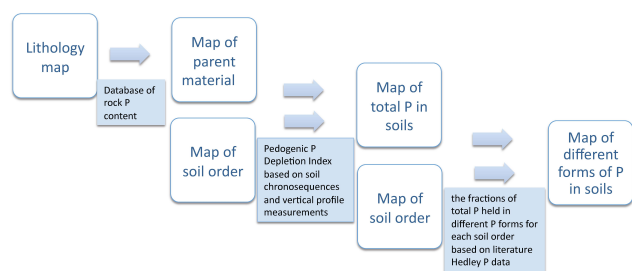 Lithology
map
Database of
rock P
content
Map of
parent
material
Map of
soil order
Pedogenic P
Depletion Index
based on soil
chronosequences
and vertical profile
measurements
Map of
total P in
soils
Map of
soil order
the fractions of
total P held in
different P forms for
each soil order
based on literature
Hedley P data
Map of
different
forms of P
in soils